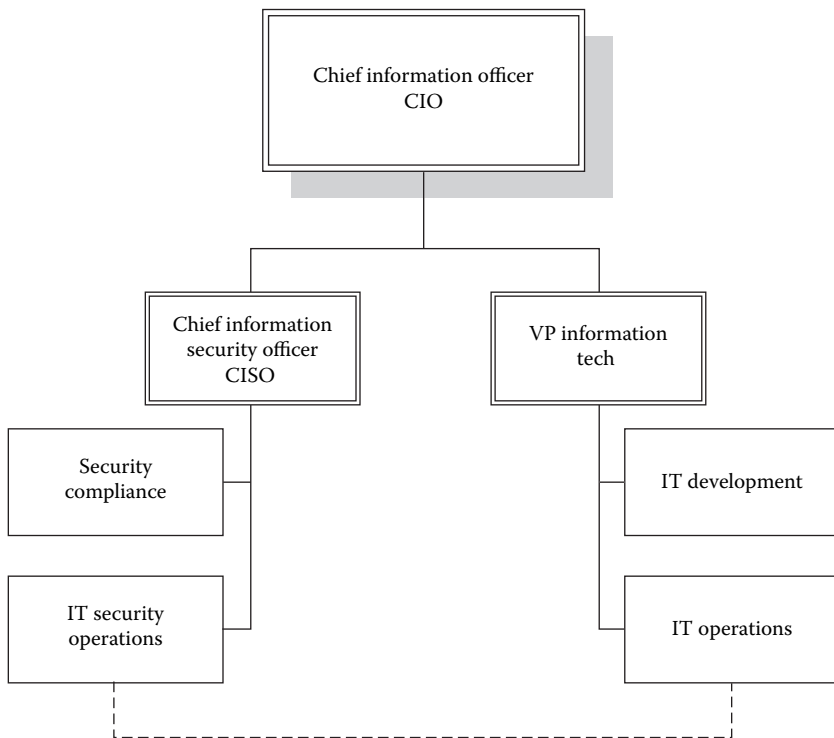 Chief information officer
CIO
Chief information
security officer
CISO
VP information
tech
Security
compliance
IT development
IT security
operations
IT operations